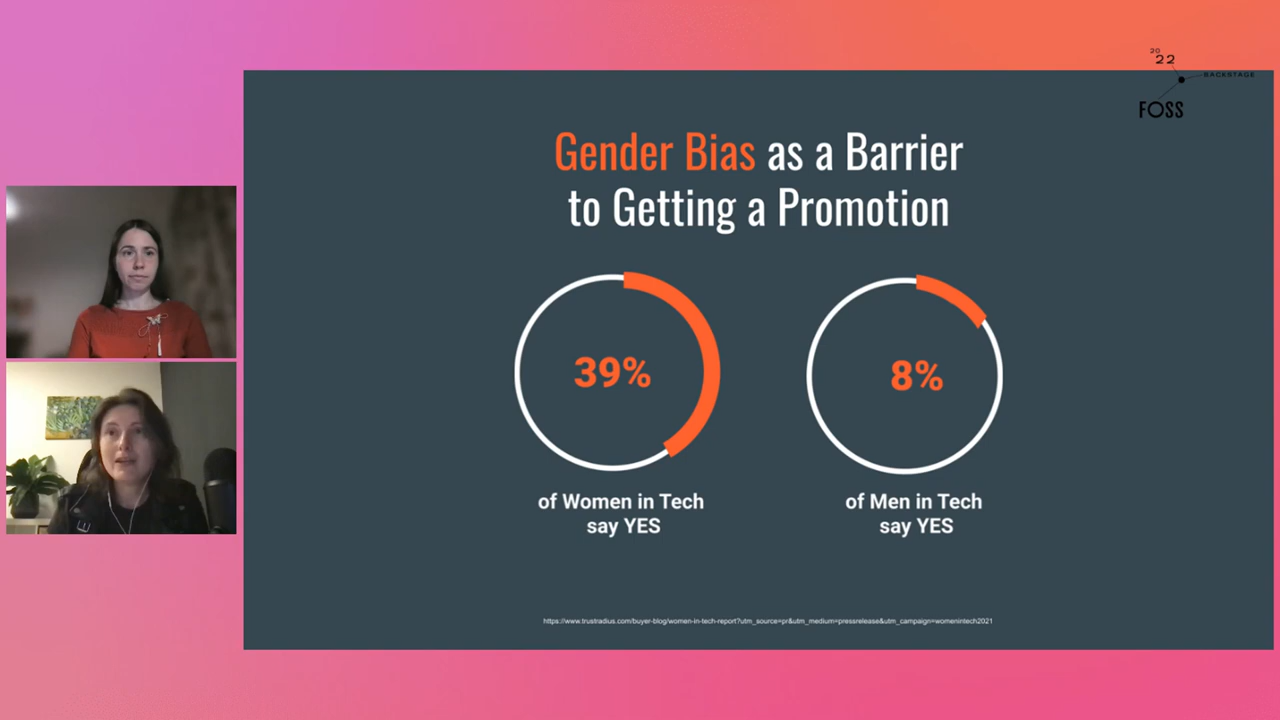 20
22
BACKSTAGE
FOSS
Gender Bias as a Barrier
to Getting a Promotion
39%
8%
of Women in Tech
say YES
of Men in Tech
say YES
https://www.trustradius.com/buyer-blog/women-in-tech-report?utm_source=pr&utm_medium=pressrelease&utm_campaign=womenintech2021